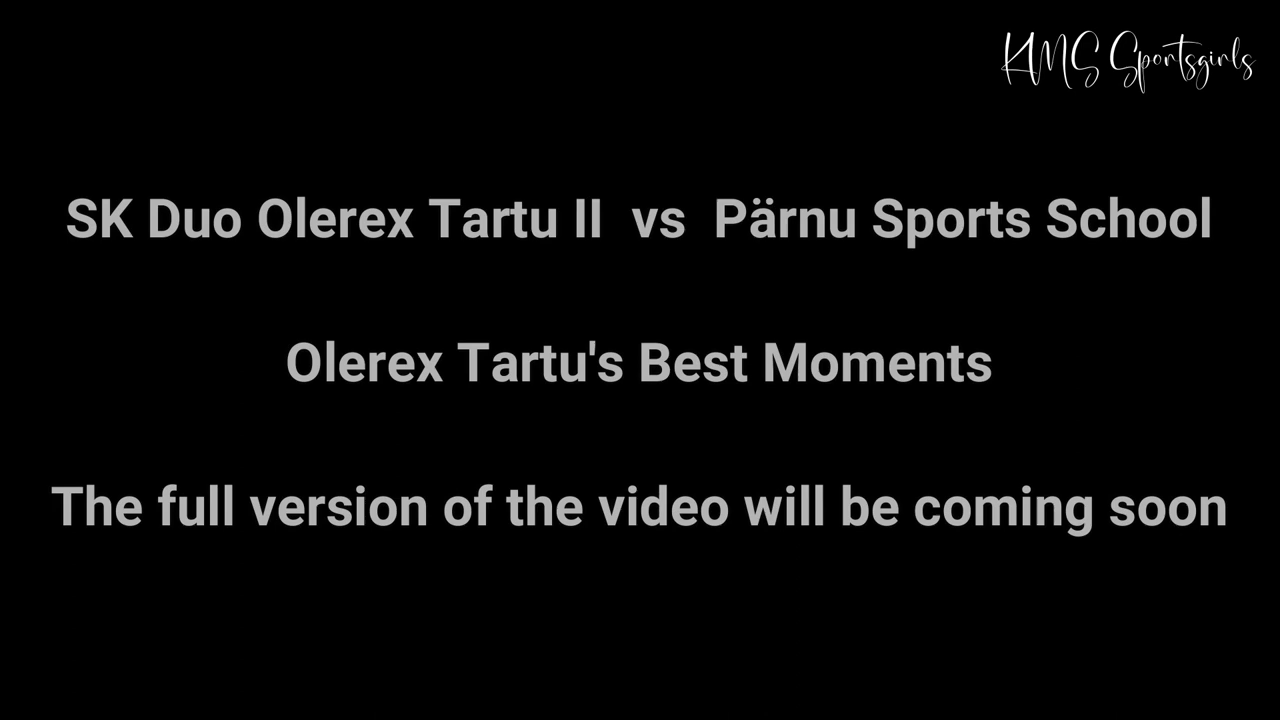 KMS Sportsgirls
SK Duo Olerex Tartu II vs Pärnu Sports School
Olerex Tartu's Best Moments
The full version of the video will be coming soon